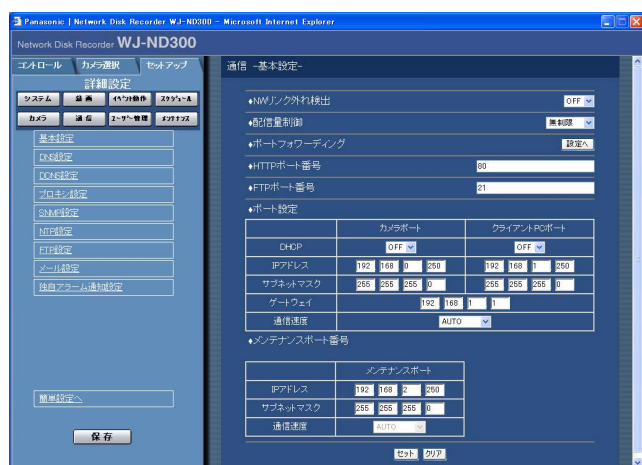 Panasonic | Network Disk Recorder WJ-ND300 - Microsoft Internet Explorer
Network Disk Recorder WJ-ND300
コントロール カメラ選択 セットアップ
詳細設定
システム 録画 イベント動作 スケジュール
カメラ 通信 ユーザー管理 メンテナンス
基本設定
DNS設定
DDNS設定
プロキシ設定
SNMP設定
NTP設定
FTP設定
メール設定
独自アラーム通知設定
簡単設定へ
保存
通信 -基本設定-
♦NWリンク外れ検出 OFF
♦配信量制御 無制限
♦ポートフォワーディング 設定へ
♦HTTPポート番号 80
♦FTPポート番号 21
♦ポート設定
カメラポート クライアントPCポート
DHCP OFF OFF
IPアドレス 192 168 0 250 192 168 1 250
サブネットマスク 255 255 255 0 255 255 255 0
ゲートウェイ 192 168 1 1
通信速度 AUTO
♦メンテナンスポート番号
メンテナンスポート
IPアドレス 192 168 2 250
サブネットマスク 255 255 255 0
通信速度 AUTO
セット クリア